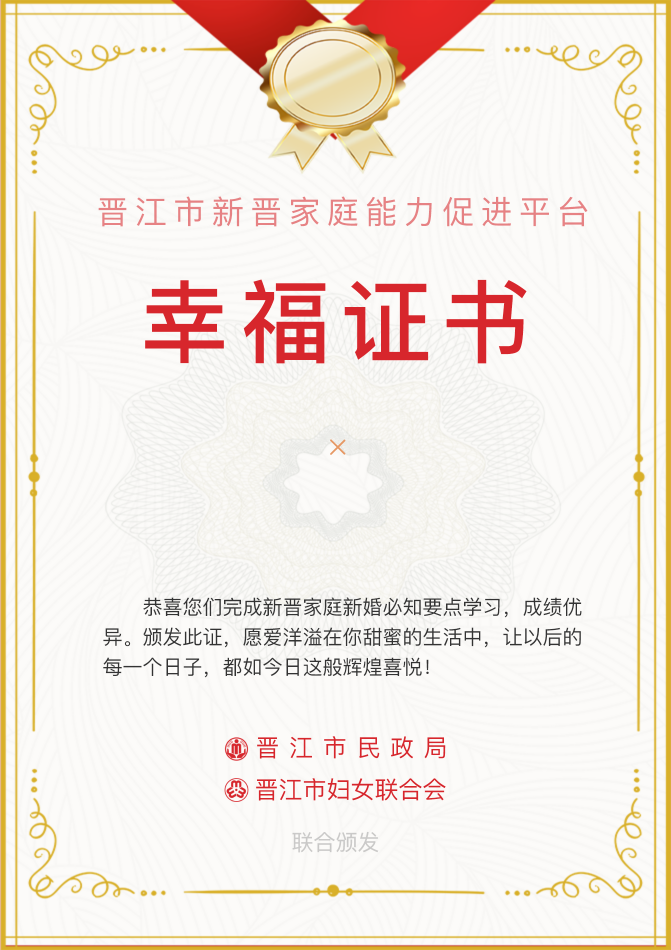 晋江市新晋家庭能力促进平台
幸福证书
×
恭喜您们完成新晋家庭新婚必知要点学习，成绩优
异。颁发此证，愿爱洋溢在你甜蜜的生活中，让以后的
每一个日子，都如今日这般辉煌喜悦！
晋江市民政局
晋江市妇女联合会
联合颁发